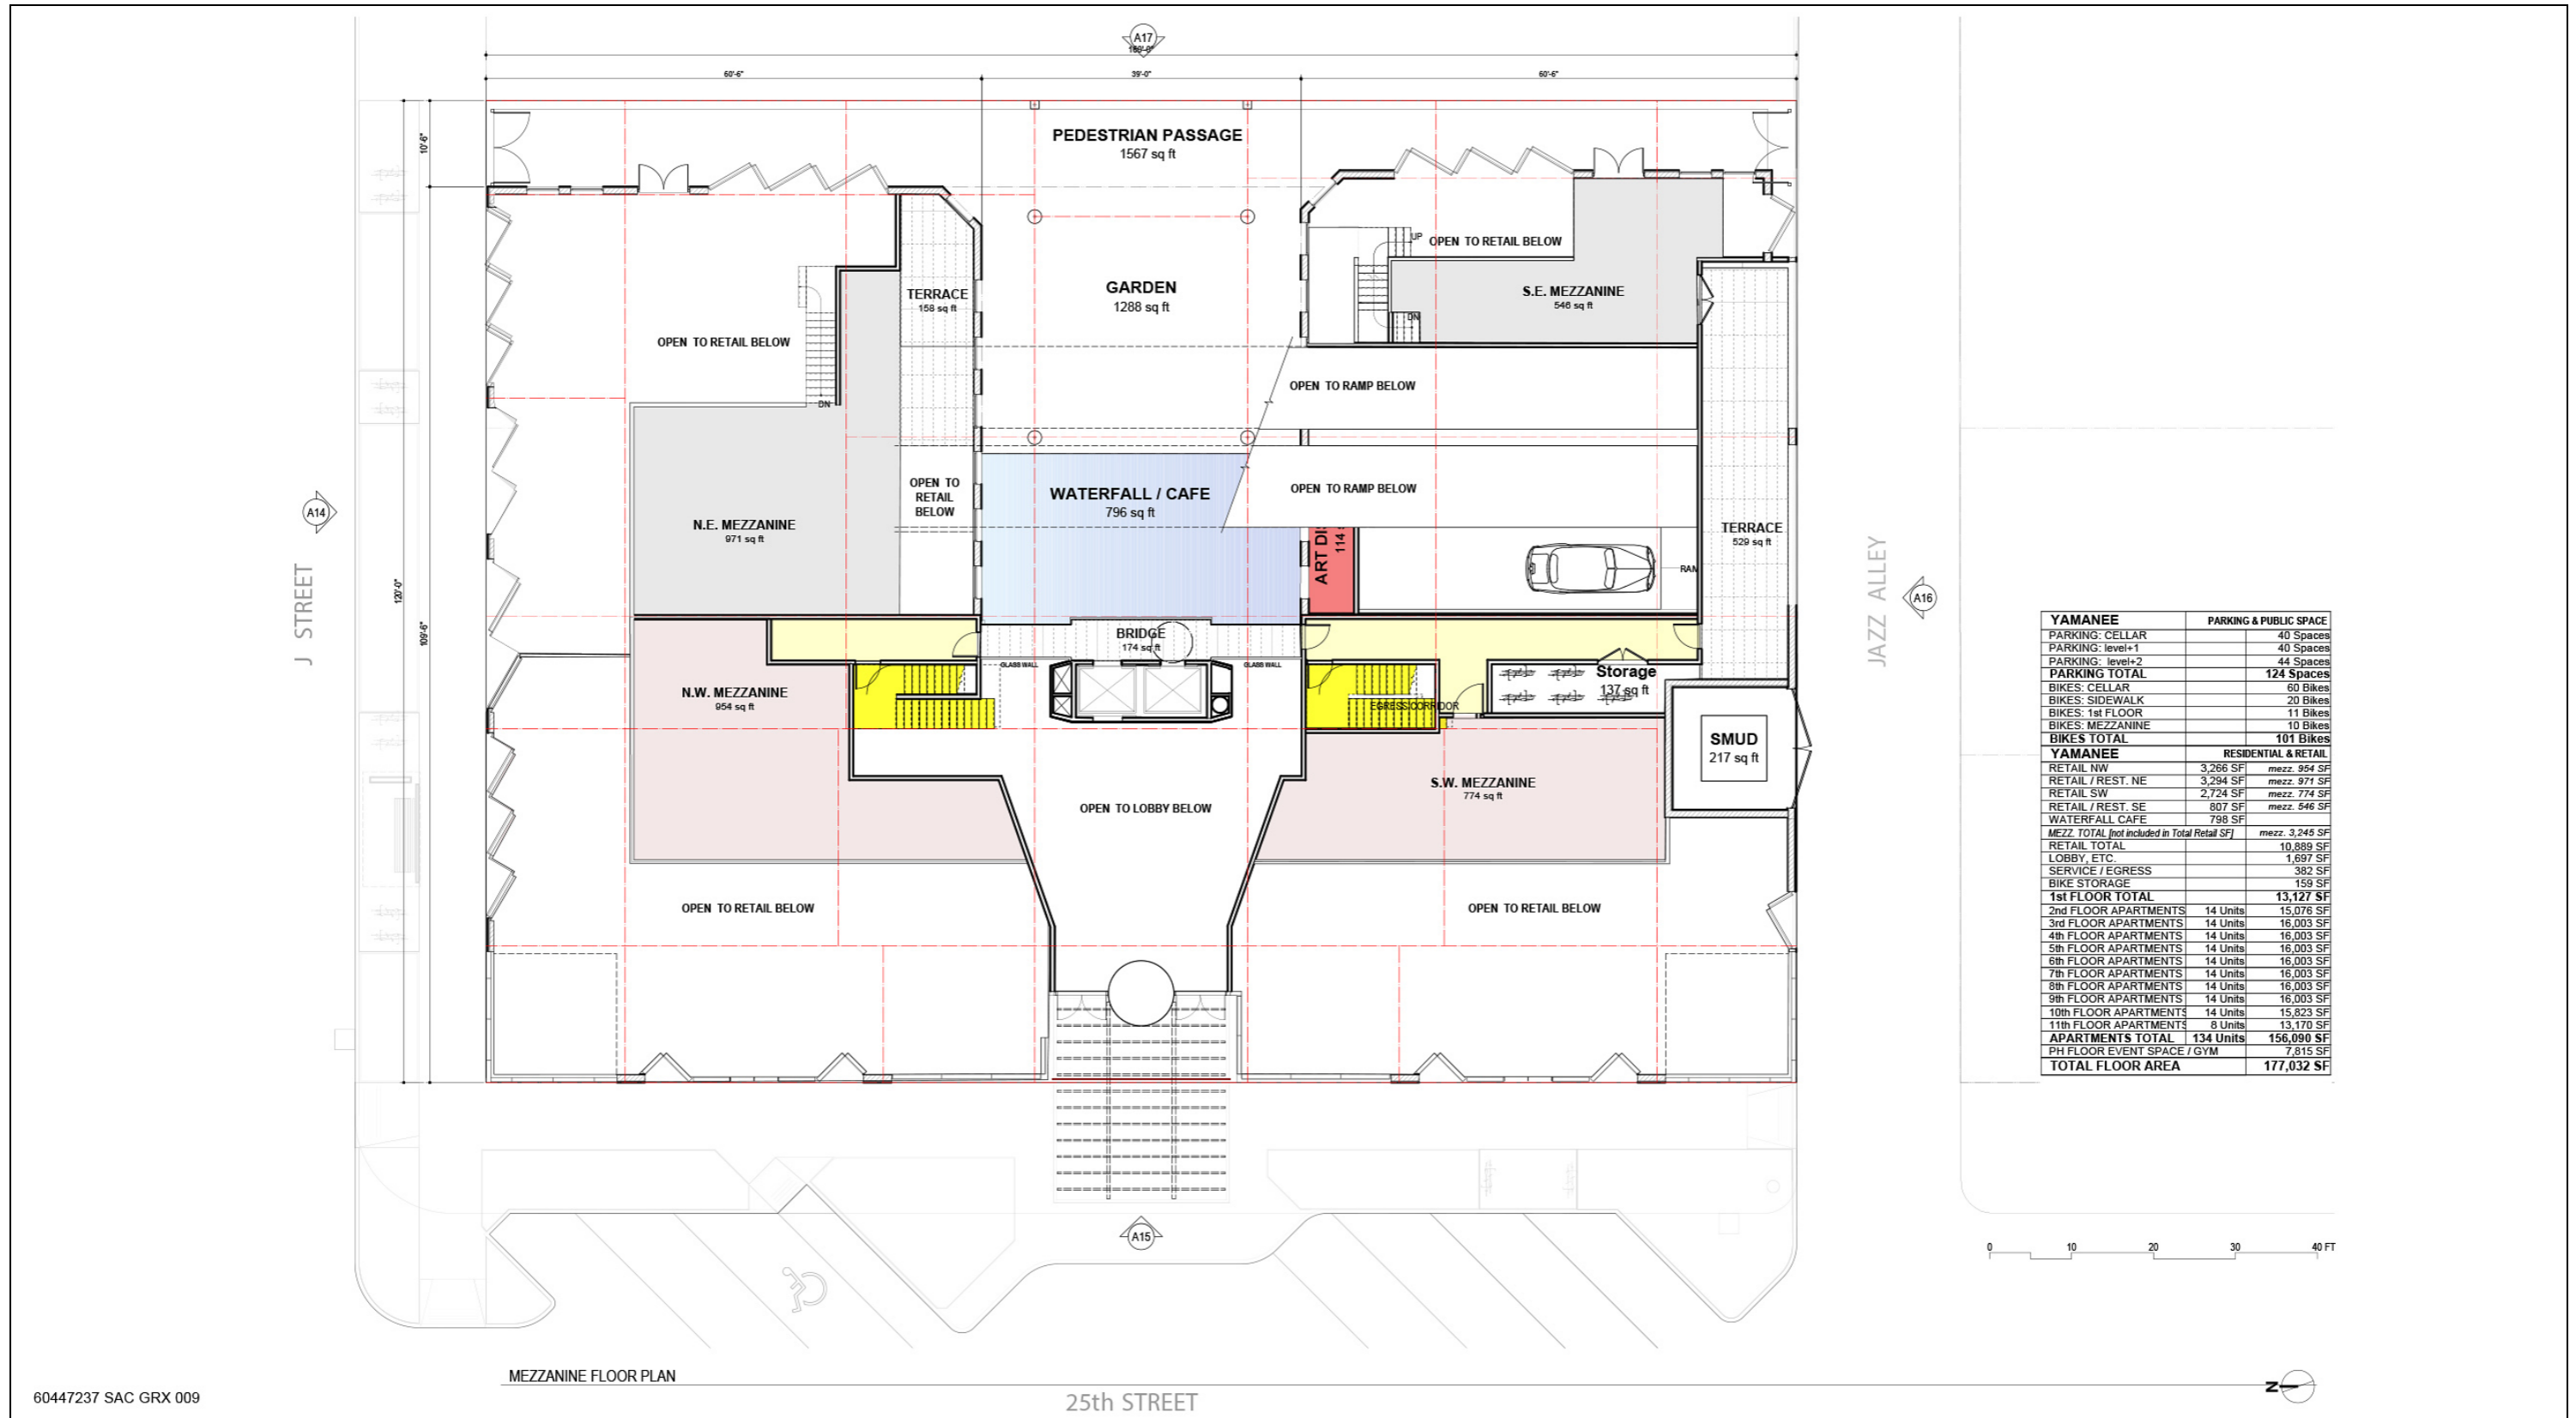 A17
160'-0"
60'-6"
39'-0"
60'-6"
10'-6"
120'-0"
109'-6"
PEDESTRIAN PASSAGE
1567 sq ft
GARDEN
1288 sq ft
TERRACE
158 sq ft
OPEN TO RETAIL BELOW
DN
UP
OPEN TO RETAIL BELOW
S.E. MEZZANINE
546 sq ft
DN
OPEN TO RAMP BELOW
OPEN TO
RETAIL
BELOW
WATERFALL / CAFE
796 sq ft
OPEN TO RAMP BELOW
N.E. MEZZANINE
971 sq ft
ART DIS
114 s
RAM
TERRACE
529 sq ft
A14
J STREET
JAZZ ALLEY
A16
BRIDGE
174 sq ft
GLASS WALL
GLASS WALL
N.W. MEZZANINE
954 sq ft
Storage
137 sq ft
EGRESS CORRIDOR
SMUD
217 sq ft
S.W. MEZZANINE
774 sq ft
OPEN TO LOBBY BELOW
OPEN TO RETAIL BELOW
OPEN TO RETAIL BELOW
A15
YAMANEE PARKING & PUBLIC SPACE
PARKING: CELLAR 40 Spaces
PARKING: level+1 40 Spaces
PARKING: level+2 44 Spaces
PARKING TOTAL 124 Spaces
BIKES: CELLAR 60 Bikes
BIKES: SIDEWALK 20 Bikes
BIKES: 1st FLOOR 11 Bikes
BIKES: MEZZANINE 10 Bikes
BIKES TOTAL 101 Bikes
YAMANEE RESIDENTIAL & RETAIL
RETAIL NW 3,266 SF mezz. 954 SF
RETAIL / REST. NE 3,294 SF mezz. 971 SF
RETAIL SW 2,724 SF mezz. 774 SF
RETAIL / REST. SE 807 SF mezz. 546 SF
WATERFALL CAFE 798 SF
MEZZ. TOTAL [not included in Total Retail SF] mezz. 3,245 SF
RETAIL TOTAL 10,889 SF
LOBBY, ETC. 1,697 SF
SERVICE / EGRESS 382 SF
BIKE STORAGE 159 SF
1st FLOOR TOTAL 13,127 SF
2nd FLOOR APARTMENTS 14 Units 15,076 SF
3rd FLOOR APARTMENTS 14 Units 16,003 SF
4th FLOOR APARTMENTS 14 Units 16,003 SF
5th FLOOR APARTMENTS 14 Units 16,003 SF
6th FLOOR APARTMENTS 14 Units 16,003 SF
7th FLOOR APARTMENTS 14 Units 16,003 SF
8th FLOOR APARTMENTS 14 Units 16,003 SF
9th FLOOR APARTMENTS 14 Units 16,003 SF
10th FLOOR APARTMENTS 14 Units 15,823 SF
11th FLOOR APARTMENTS 8 Units 13,170 SF
APARTMENTS TOTAL 134 Units 156,090 SF
PH FLOOR EVENT SPACE / GYM 7,815 SF
TOTAL FLOOR AREA 177,032 SF
0 10 20 30 40 FT
MEZZANINE FLOOR PLAN
25th STREET
N
60447237 SAC GRX 009